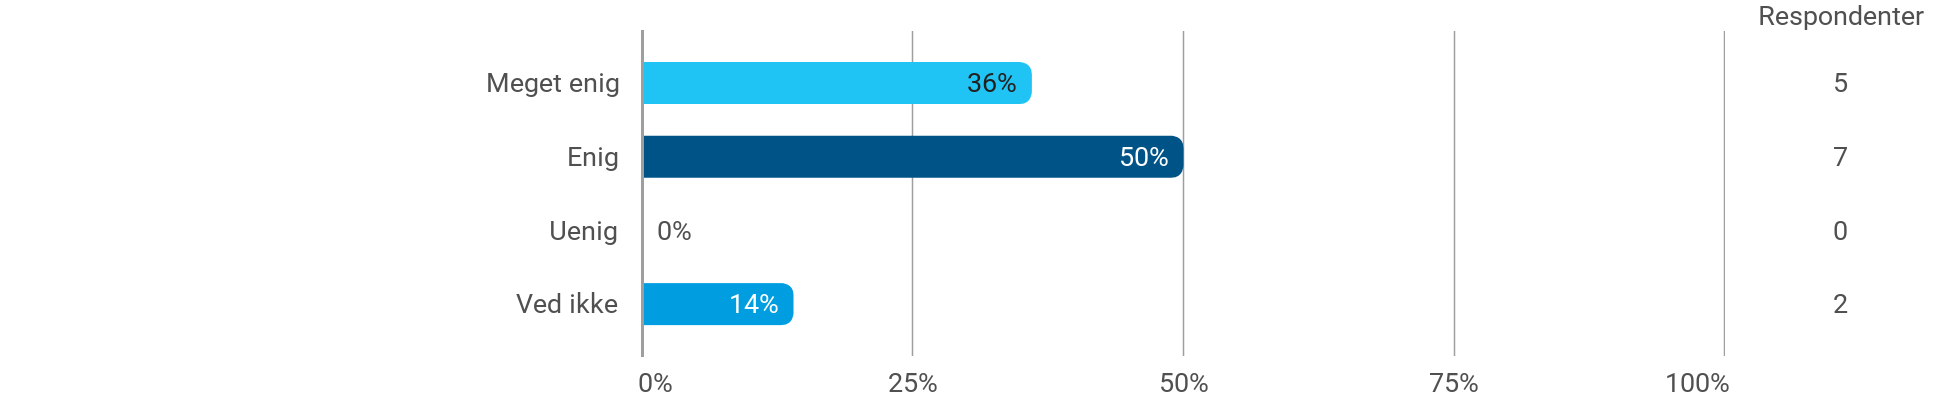 Respondenter
Meget enig 36% 5
Enig 50% 7
Uenig 0% 0
Ved ikke 14% 2
0% 25% 50% 75% 100%